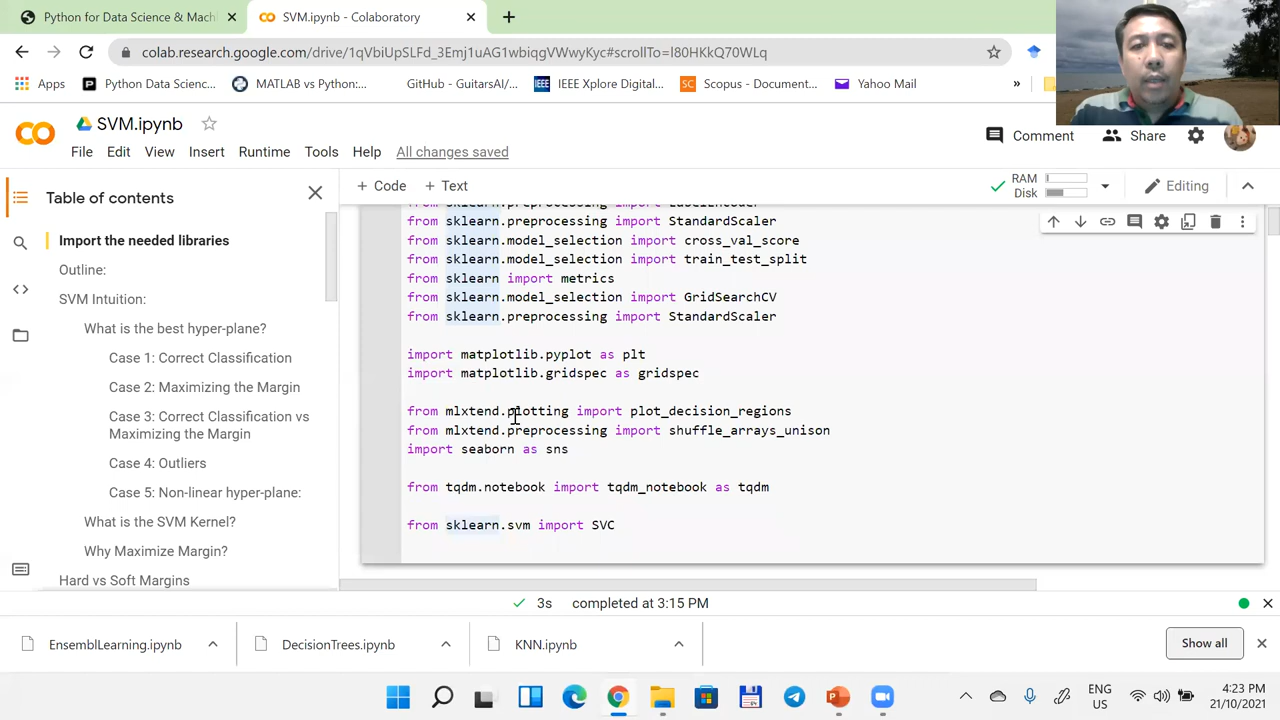 Python for Data Science & Mach
SVM.ipynb - Colaboratory
colab.research.google.com/drive/1qVbiUpSLFd_3Emj1uAG1wbiqgVWwyKyc#scrollTo=l80HKkQ70WLq
Apps
Python Data Scienc...
MATLAB vs Python:...
GitHub - GuitarsAI/...
IEEE Xplore Digital...
Scopus - Document...
Yahoo Mail
»
SVM.ipynb
Comment
Share
File Edit View Insert Runtime Tools Help All changes saved
+ Code + Text
RAM
Disk
Editing
Table of contents
Import the needed libraries
Outline:
SVM Intuition:
What is the best hyper-plane?
Case 1: Correct Classification
Case 2: Maximizing the Margin
Case 3: Correct Classification vs
Maximizing the Margin
Case 4: Outliers
Case 5: Non-linear hyper-plane:
What is the SVM Kernel?
Why Maximize Margin?
Hard vs Soft Margins
from sklearn.preprocessing import LabelEncoder
from sklearn.preprocessing import StandardScaler
from sklearn.model_selection import cross_val_score
from sklearn.model_selection import train_test_split
from sklearn import metrics
from sklearn.model_selection import GridSearchCV
from sklearn.preprocessing import StandardScaler
import matplotlib.pyplot as plt
import matplotlib.gridspec as gridspec
from mlxtend.plotting import plot_decision_regions
from mlxtend.preprocessing import shuffle_arrays_unison
import seaborn as sns
from tqdm.notebook import tqdm_notebook as tqdm
from sklearn.svm import SVC
3s completed at 3:15 PM
EnsemblLearning.ipynb
DecisionTrees.ipynb
KNN.ipynb
Show all
ENG
US
4:23 PM
21/10/2021